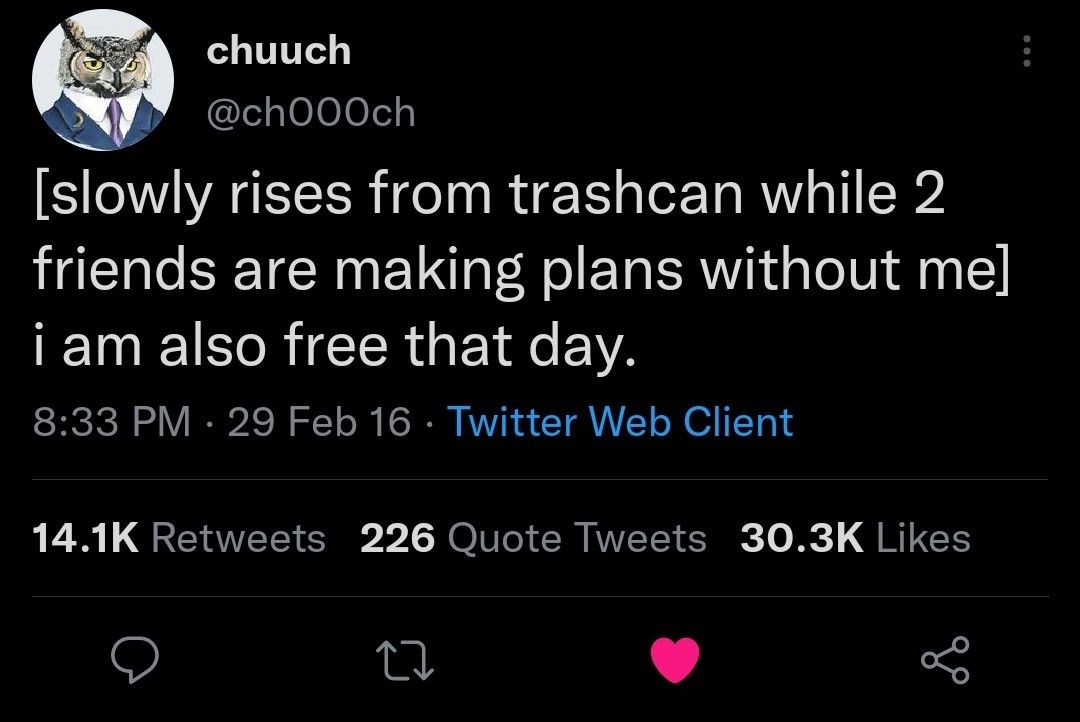 chuuch
@ch000ch
[slowly rises from trashcan while 2
friends are making plans without me]
i am also free that day.
8:33 PM · 29 Feb 16 · Twitter Web Client
14.1K Retweets 226 Quote Tweets 30.3K Likes